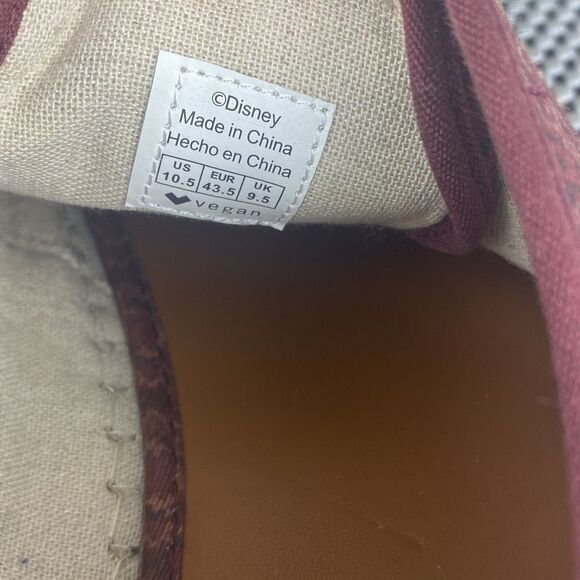 ©Disney
Made in China
Hecho en China
US EUR UK
10.5 43.5 9.5
vegan